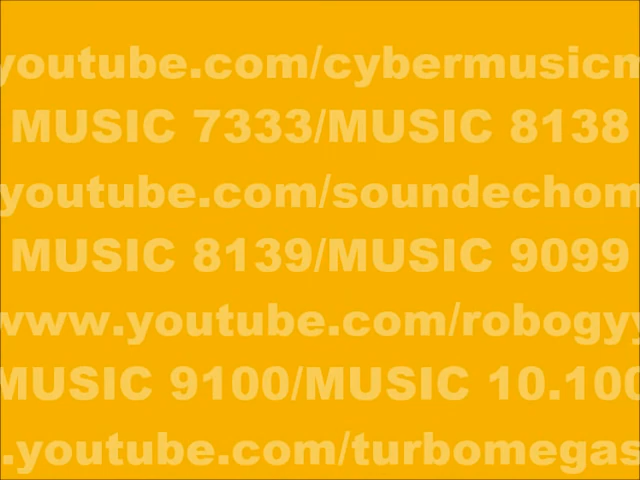 youtube.com/cybermusicm
MUSIC 7333/MUSIC 8138
youtube.com/soundechom
MUSIC 8139/MUSIC 9099
www.youtube.com/robogyy
MUSIC 9100/MUSIC 10.100
.youtube.com/turbomegas